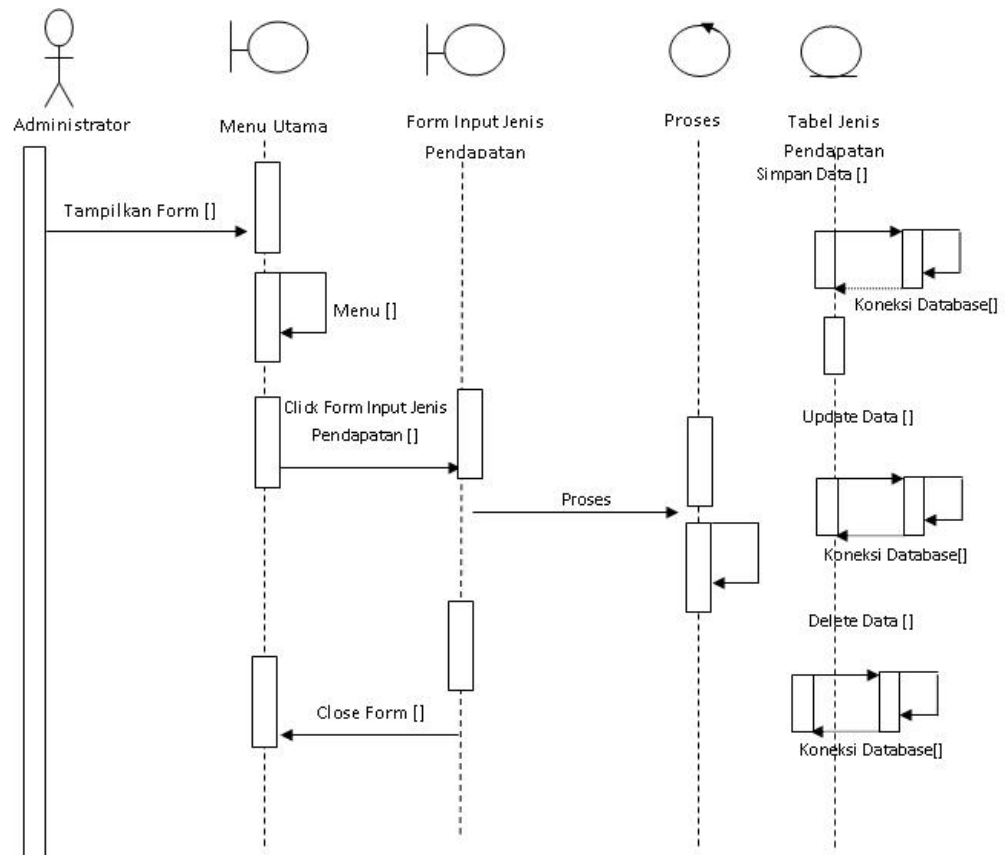 Administrator
Menu Utama
Form Input Jenis
Pendapatan
Proses
Tabel Jenis
Pendapatan
Simpan Data []
Tampilkan Form []
Koneksi Database[]
Menu []
Click Form Input Jenis
Pendapatan []
Update Data []
Proses
Koneksi Database[]
Delete Data []
Close Form []
Koneksi Database[]